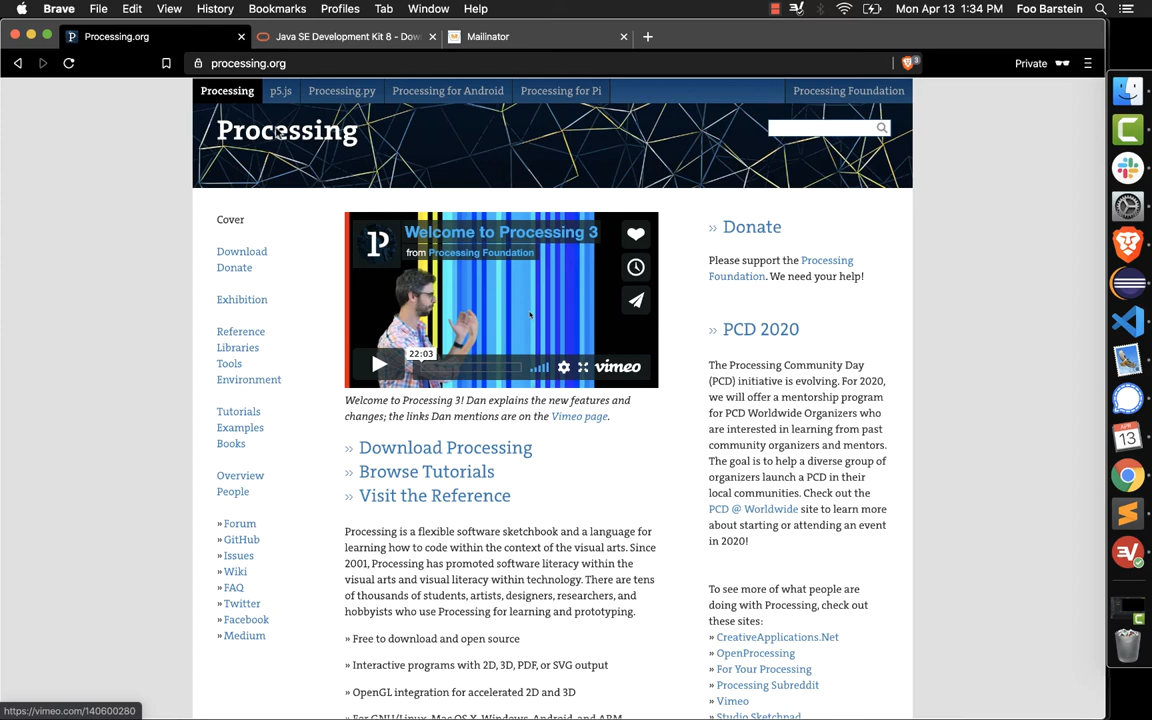 Brave File Edit View History Bookmarks Profiles Tab Window Help Mon Apr 13 1:34 PM Foo Barstein
Processing.org Java SE Development Kit 8 - Dow Mailinator
processing.org 3 Private
Processing p5.js Processing.py Processing for Android Processing for Pi Processing Foundation
Processing
Cover
Download
Donate
Exhibition
Reference
Libraries
Tools
Environment
Tutorials
Examples
Books
Overview
People
» Forum
» GitHub
» Issues
» Wiki
» FAQ
» Twitter
» Facebook
» Medium
Welcome to Processing 3
from Processing Foundation
22:03
vimeo
Welcome to Processing 3! Dan explains the new features and
changes; the links Dan mentions are on the Vimeo page.
» Download Processing
» Browse Tutorials
» Visit the Reference
Processing is a flexible software sketchbook and a language for
learning how to code within the context of the visual arts. Since
2001, Processing has promoted software literacy within the
visual arts and visual literacy within technology. There are tens
of thousands of students, artists, designers, researchers, and
hobbyists who use Processing for learning and prototyping.
» Free to download and open source
» Interactive programs with 2D, 3D, PDF, or SVG output
» OpenGL integration for accelerated 2D and 3D
» For GNU/Linux, Mac OS X, Windows, Android, and ARM
» Donate
Please support the Processing
Foundation. We need your help!
» PCD 2020
The Processing Community Day
(PCD) initiative is evolving. For 2020,
we will offer a mentorship program
for PCD Worldwide Organizers who
are interested in learning from past
community organizers and mentors.
The goal is to help a diverse group of
organizers launch a PCD in their
local communities. Check out the
PCD @ Worldwide site to learn more
about starting or attending an event
in 2020!
To see more of what people are
doing with Processing, check out
these sites:
» CreativeApplications.Net
» OpenProcessing
» For Your Processing
» Processing Subreddit
» Vimeo
» Studio Sketchpad
https://vimeo.com/140600280
APR
13